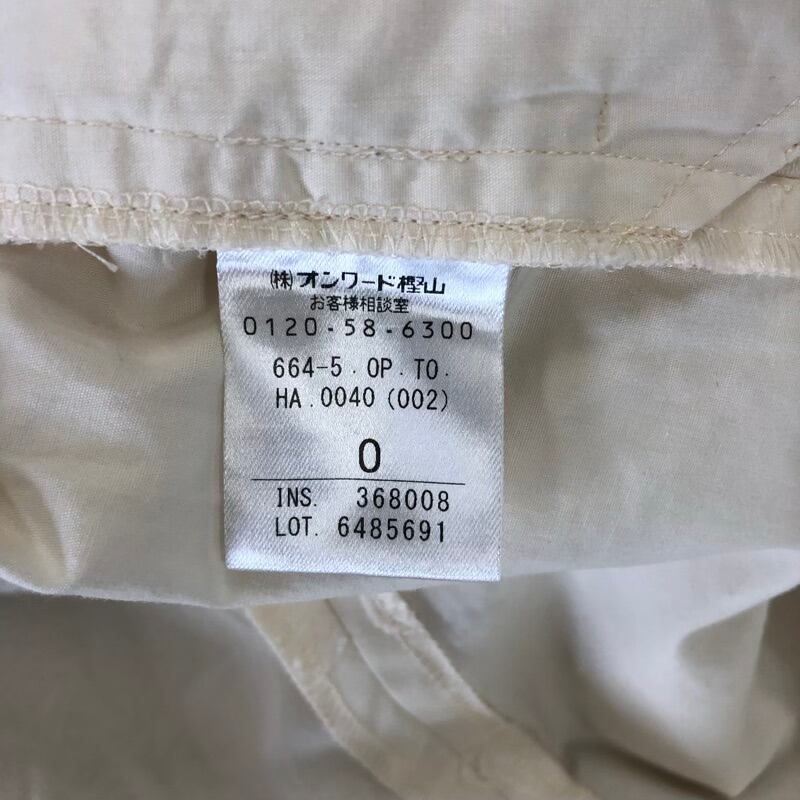 (株)オンワード樫山
お客様相談室
0120-58-6300
664-5.OP.TO.
HA.0040(002)
0
INS. 368008
LOT. 6485691